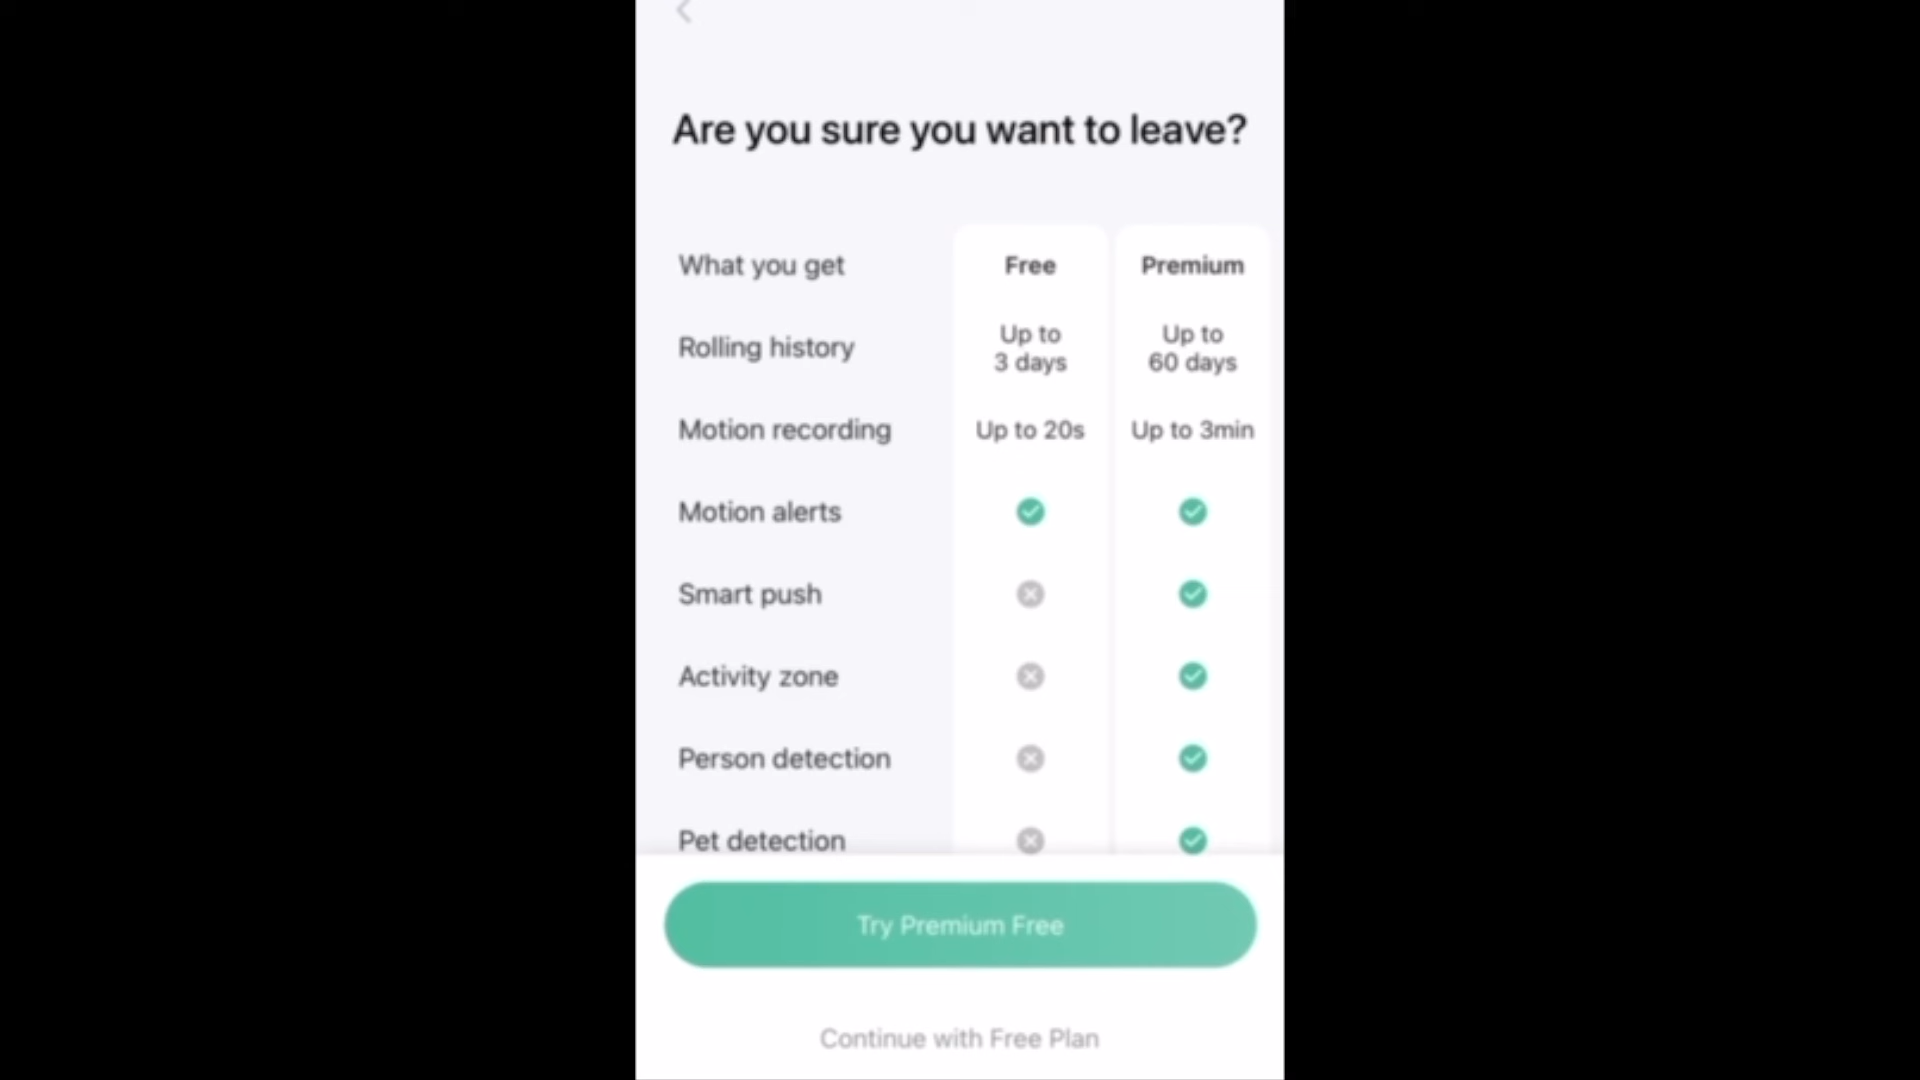 Are you sure you want to leave?
What you get Free Premium
Rolling history Up to 3 days Up to 60 days
Motion recording Up to 20s Up to 3min
Motion alerts
Smart push
Activity zone
Person detection
Pet detection
Try Premium Free
Continue with Free Plan